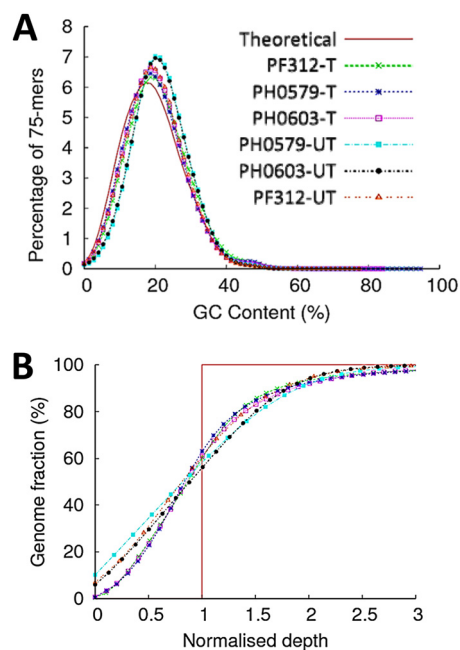 A
Percentage of 75-mers
8
7
6
5
4
3
2
1
0
0 20 40 60 80 100
GC Content (%)
Theoretical
PF312-T
PH0579-T
PH0603-T
PH0579-UT
PH0603-UT
PF312-UT
B
Genome fraction (%)
100
80
60
40
20
0
0 0.5 1 1.5 2 2.5 3
Normalised depth